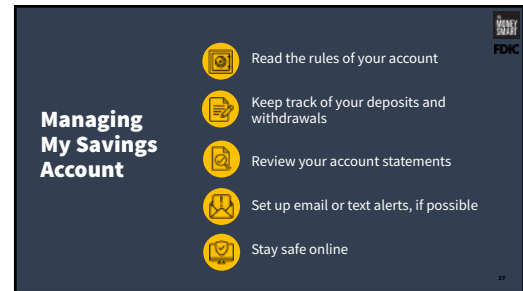 MONEY
SMART
FDIC
Managing
My Savings
Account
Read the rules of your account
Keep track of your deposits and
withdrawals
Review your account statements
Set up email or text alerts, if possible
Stay safe online
37